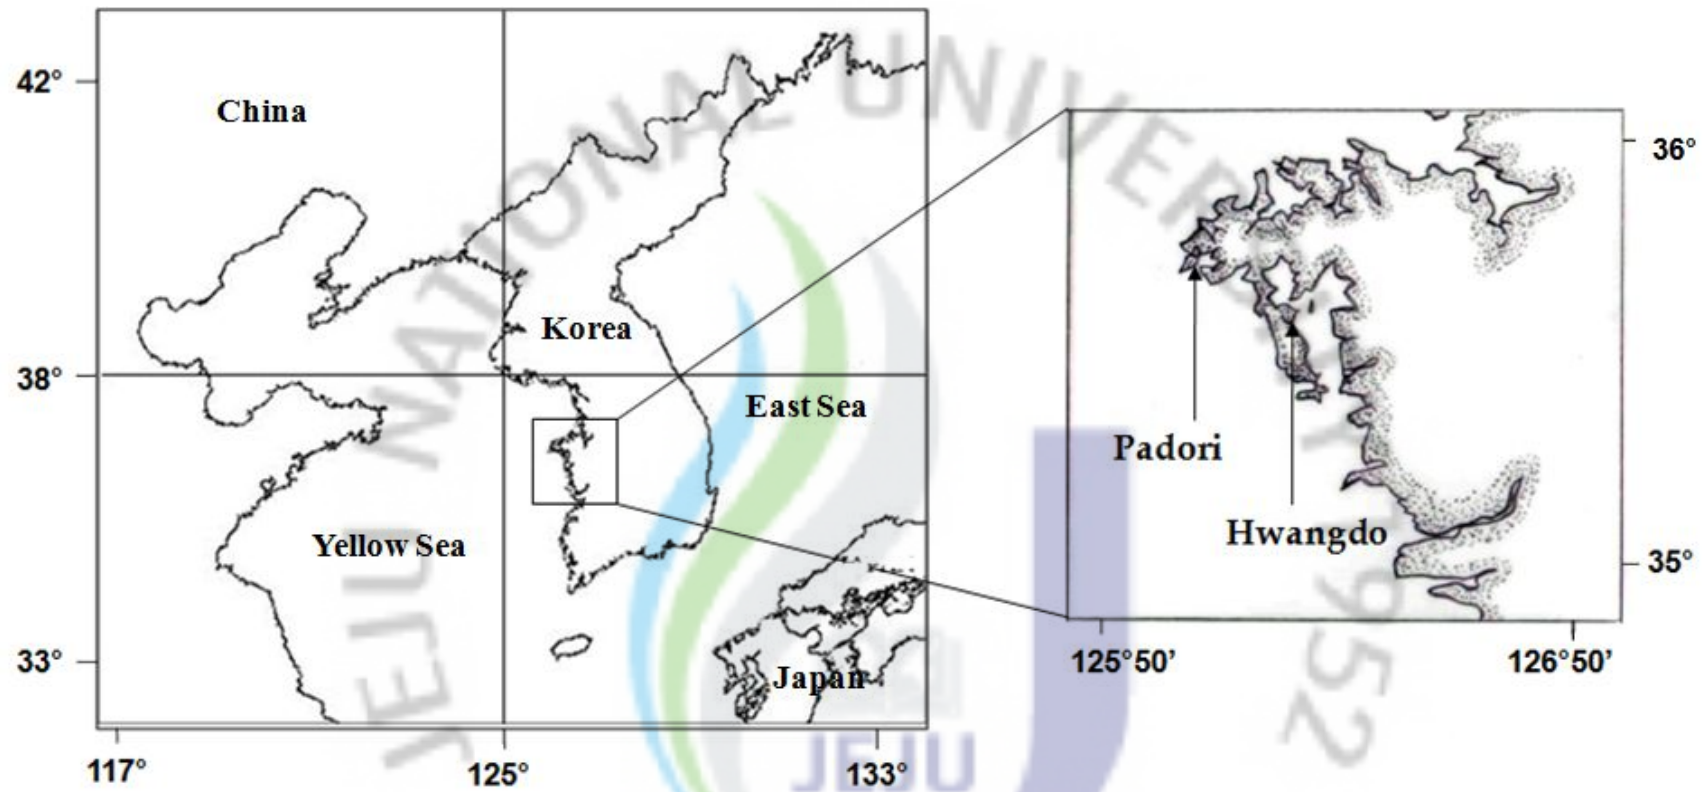 42°
China
Korea
38°
East Sea
Yellow Sea
33°
Japan
117°
125°
133°
36°
Padori
Hwangdo
35°
125°50’
126°50’
JEJU NATIONAL UNIVERSITY 1952
JEJU